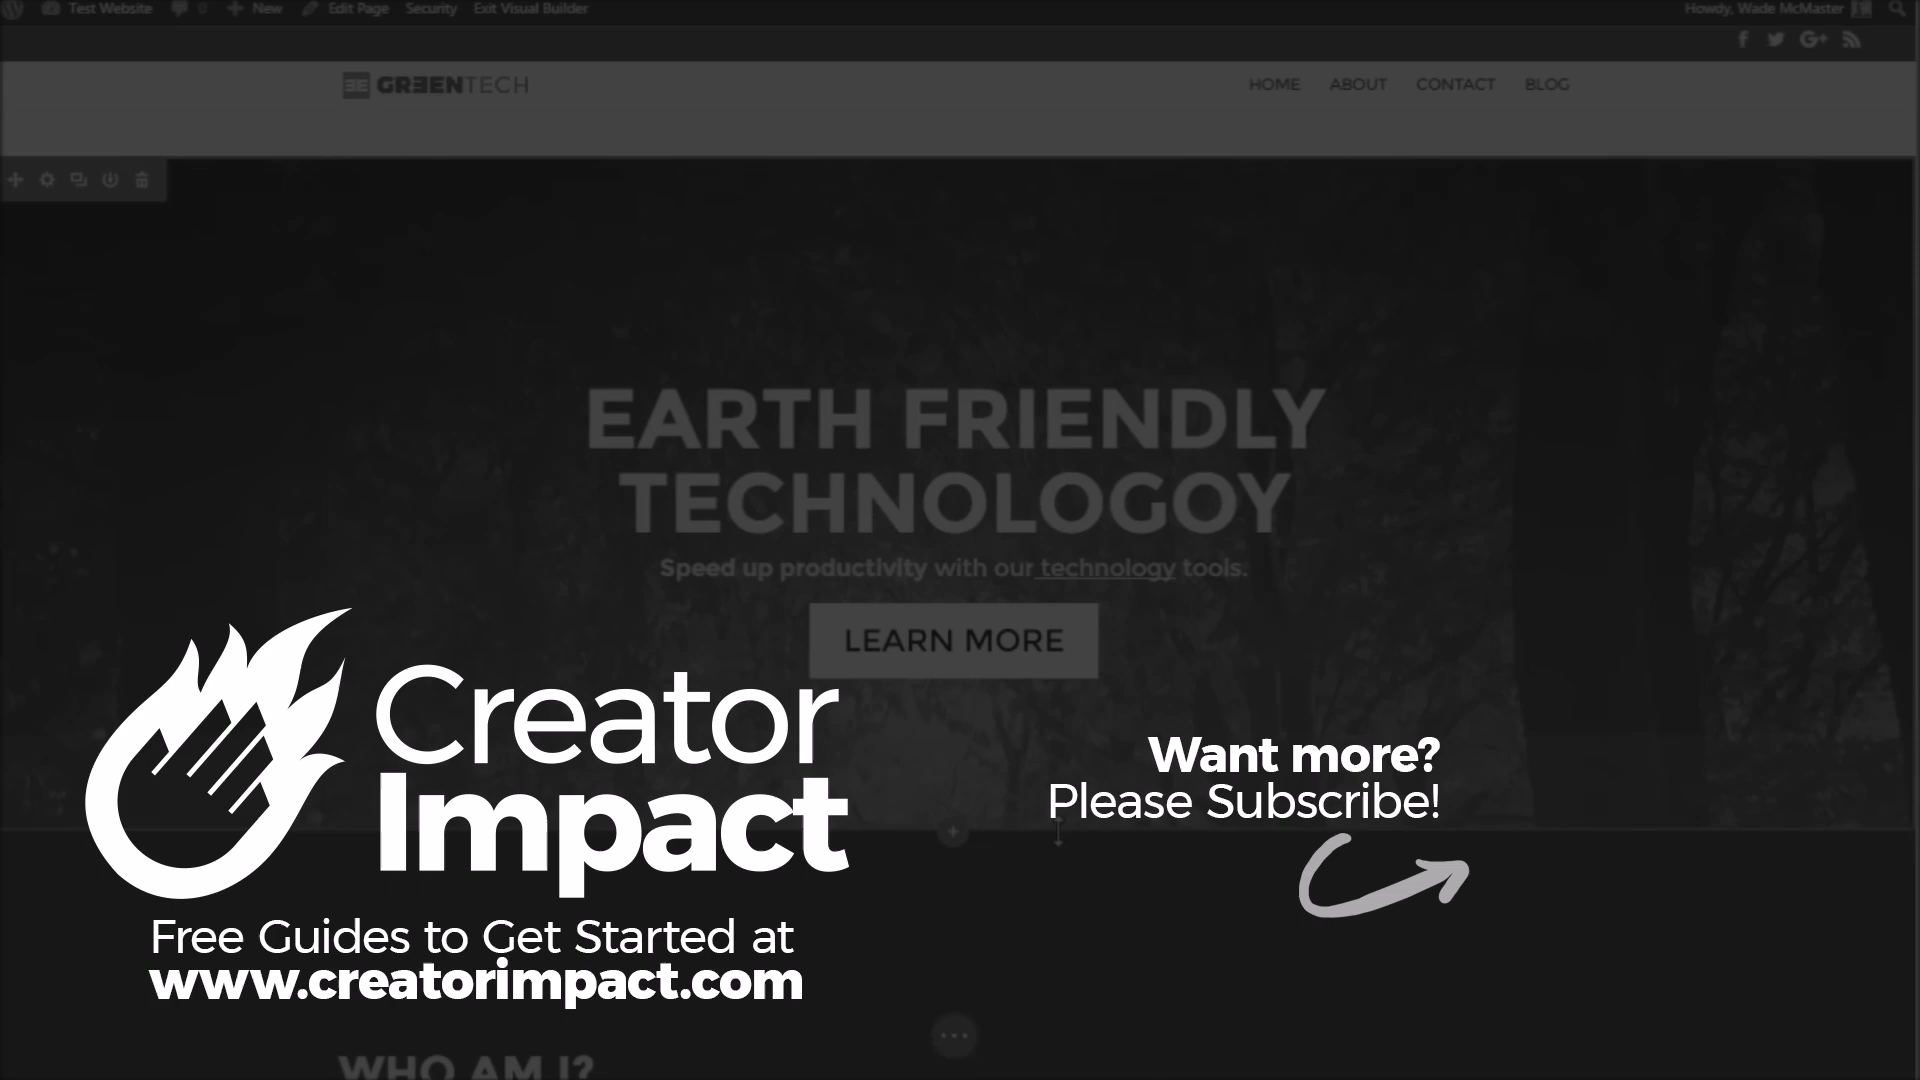 Test Website 0 New Edit Page Security Exit Visual Builder Howdy, Wade McMaster
GREENTECH HOME ABOUT CONTACT BLOG
EARTH FRIENDLY
TECHNOLOGOY
Speed up productivity with our technology tools.
LEARN MORE
Creator
Impact
Free Guides to Get Started at
www.creatorimpact.com
Want more?
Please Subscribe!
WHO AM I?